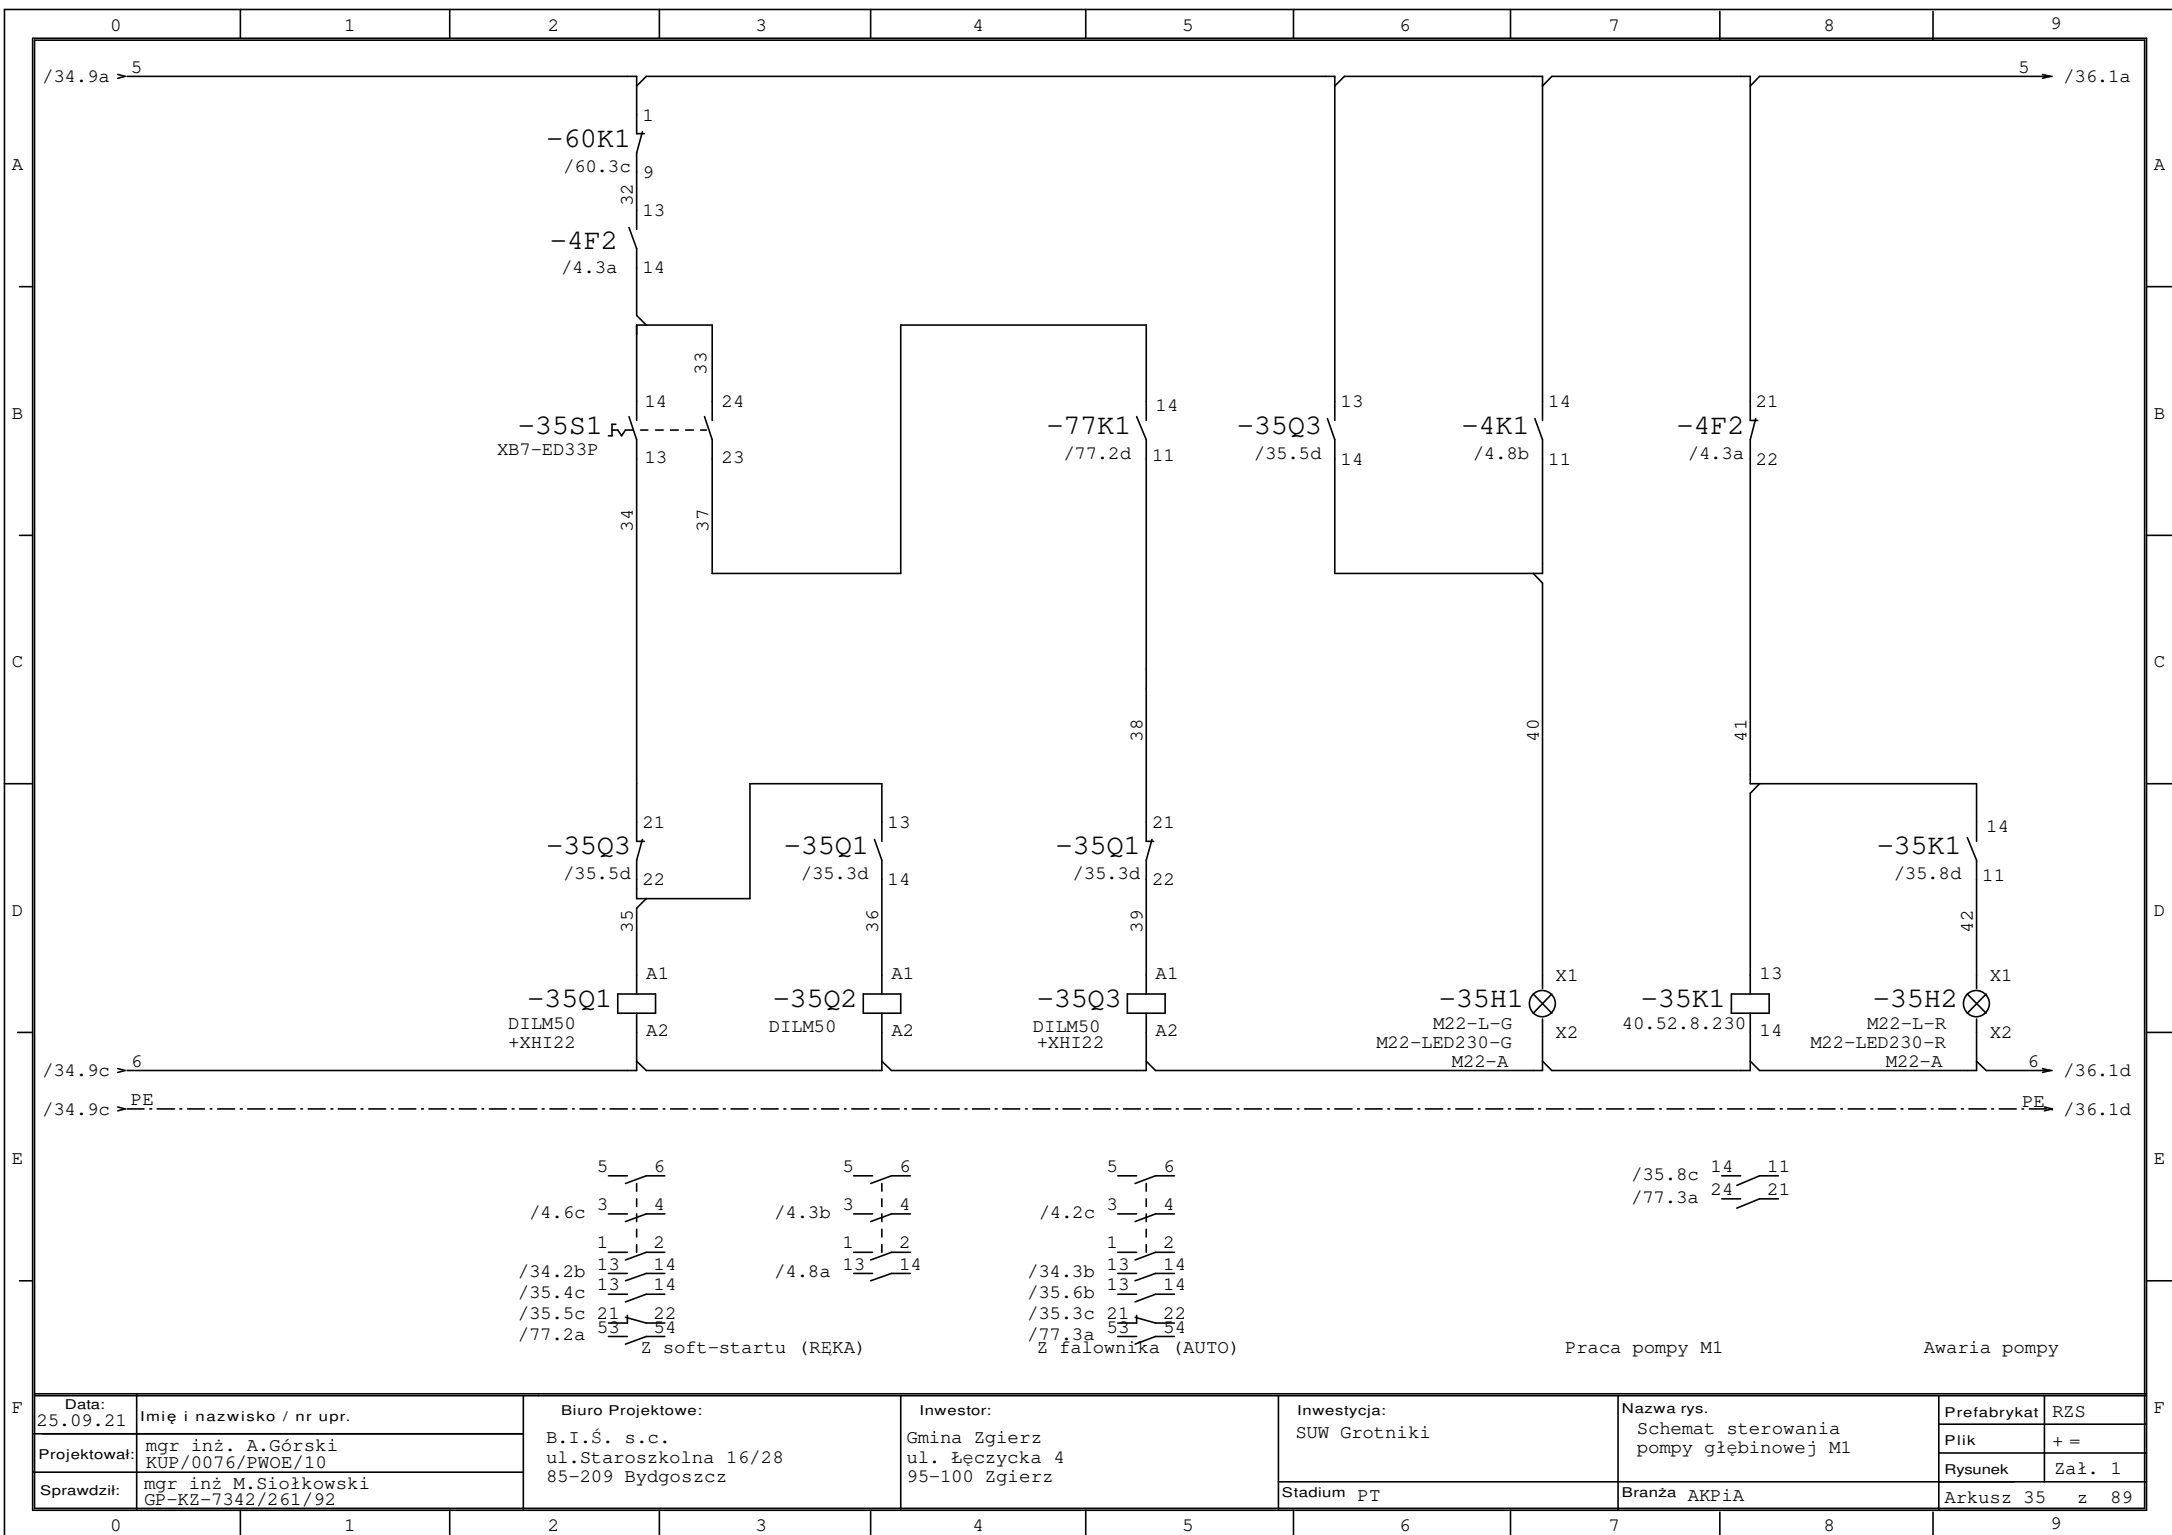 0 1 2 3 4 5 6 7 8 9
/34.9a 5 5 /36.1a
1
-60K1
/60.3c 9
A A
32
13
-4F2
/4.3a 14
33
14 24 14 13 14 21
B B
-35S1 -77K1 -35Q3 -4K1 -4F2
XB7-ED33P 13 23 /77.2d 11 /35.5d 14 /4.8b 11 /4.3a 22
34 37
C C
38 40 41
21 13 21 14
-35Q3 -35Q1 -35Q1 -35K1
/35.5d 22 /35.3d 14 /35.3d 22 /35.8d 11
D D
35 36 39 42
A1 A1 A1 X1 13 X1
-35Q1 -35Q2 -35Q3 -35H1 -35K1 -35H2
DILM50 DILM50 DILM50 M22-L-G 40.52.8.230 M22-L-R
A2 A2 A2 X2 14 X2
+XHI22 +XHI22 M22-LED230-G M22-LED230-R
M22-A M22-A
/34.9c 6 6 /36.1d
/34.9c PE PE /36.1d
E E
5 6 5 6 5 6 /35.8c 14 11
/77.3a 24 21
/4.6c 3 4 /4.3b 3 4 /4.2c 3 4
1 2 1 2 1 2
/34.2b 13 14 /4.8a 13 14 /34.3b 13 14
/35.4c 13 14 /35.6b 13 14
/35.5c 21 22 /35.3c 21 22
/77.2a 53 54 /77.3a 53 54
Z soft-startu (RĘKA) Z falownika (AUTO) Praca pompy M1 Awaria pompy
F F
Data:
25.09.21
Imię i nazwisko / nr upr.
Projektował:
mgr inż. A.Górski
KUP/0076/PWOE/10
Sprawdził:
mgr inż M.Siołkowski
GP-KZ-7342/261/92
Biuro Projektowe:
B.I.Ś. s.c.
ul.Staroszkolna 16/28
85-209 Bydgoszcz
Inwestor:
Gmina Zgierz
ul. Łęczycka 4
95-100 Zgierz
Inwestycja:
SUW Grotniki
Stadium PT
Nazwa rys.
Schemat sterowania
pompy głębinowej M1
Branża AKPiA
Prefabrykat RZS
Plik + =
Rysunek Zał. 1
Arkusz 35 z 89
0 1 2 3 4 5 6 7 8 9